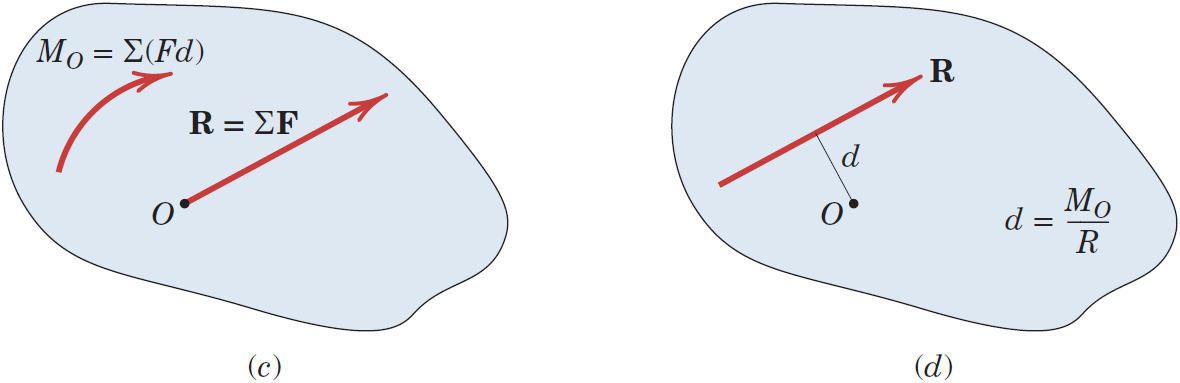 M_O = Σ(Fd)
R = ΣF
O
(c)
R
d
O
d = M_O / R
(d)